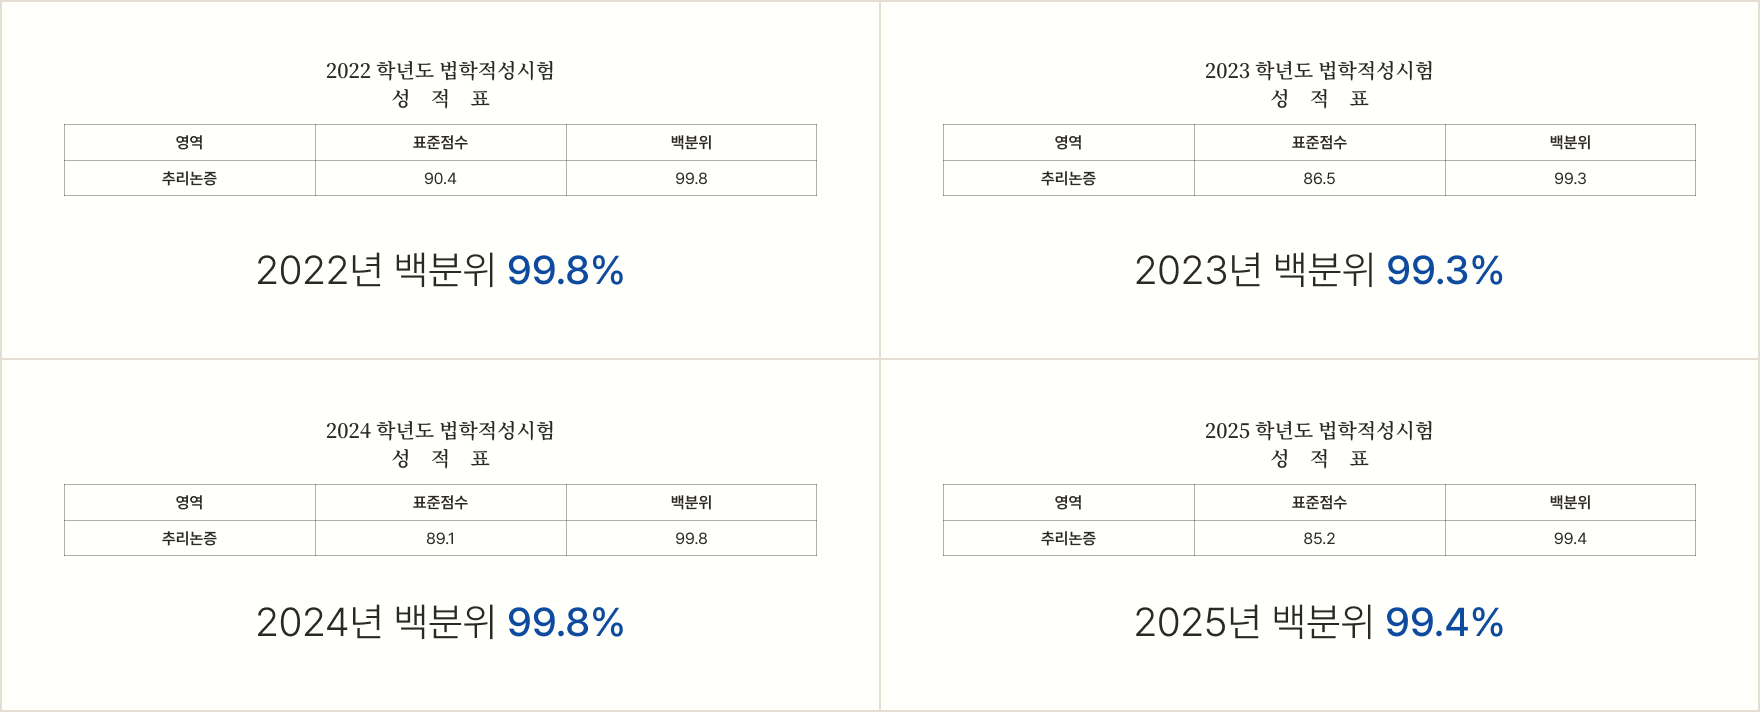 2022 학년도 법학적성시험
성 적 표
영역 표준점수 백분위
추리논증 90.4 99.8
2022년 백분위 99.8%
2023 학년도 법학적성시험
성 적 표
영역 표준점수 백분위
추리논증 86.5 99.3
2023년 백분위 99.3%
2024 학년도 법학적성시험
성 적 표
영역 표준점수 백분위
추리논증 89.1 99.8
2024년 백분위 99.8%
2025 학년도 법학적성시험
성 적 표
영역 표준점수 백분위
추리논증 85.2 99.4
2025년 백분위 99.4%